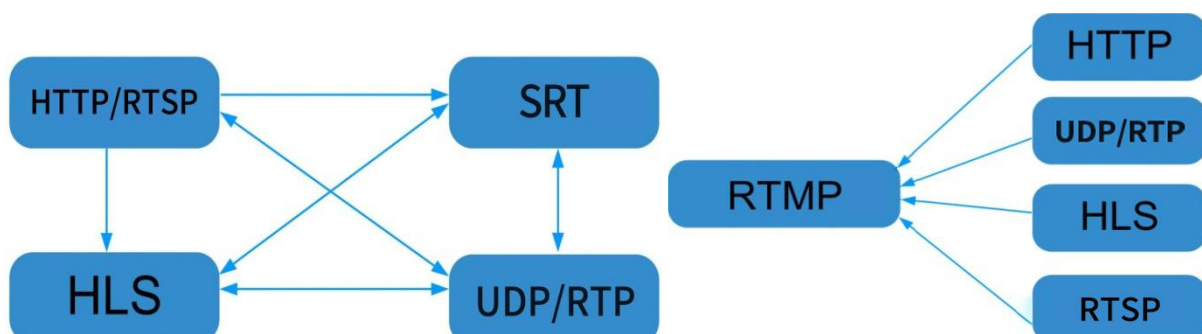 HTTP/RTSP
SRT
HLS
UDP/RTP
RTMP
HTTP
UDP/RTP
HLS
RTSP